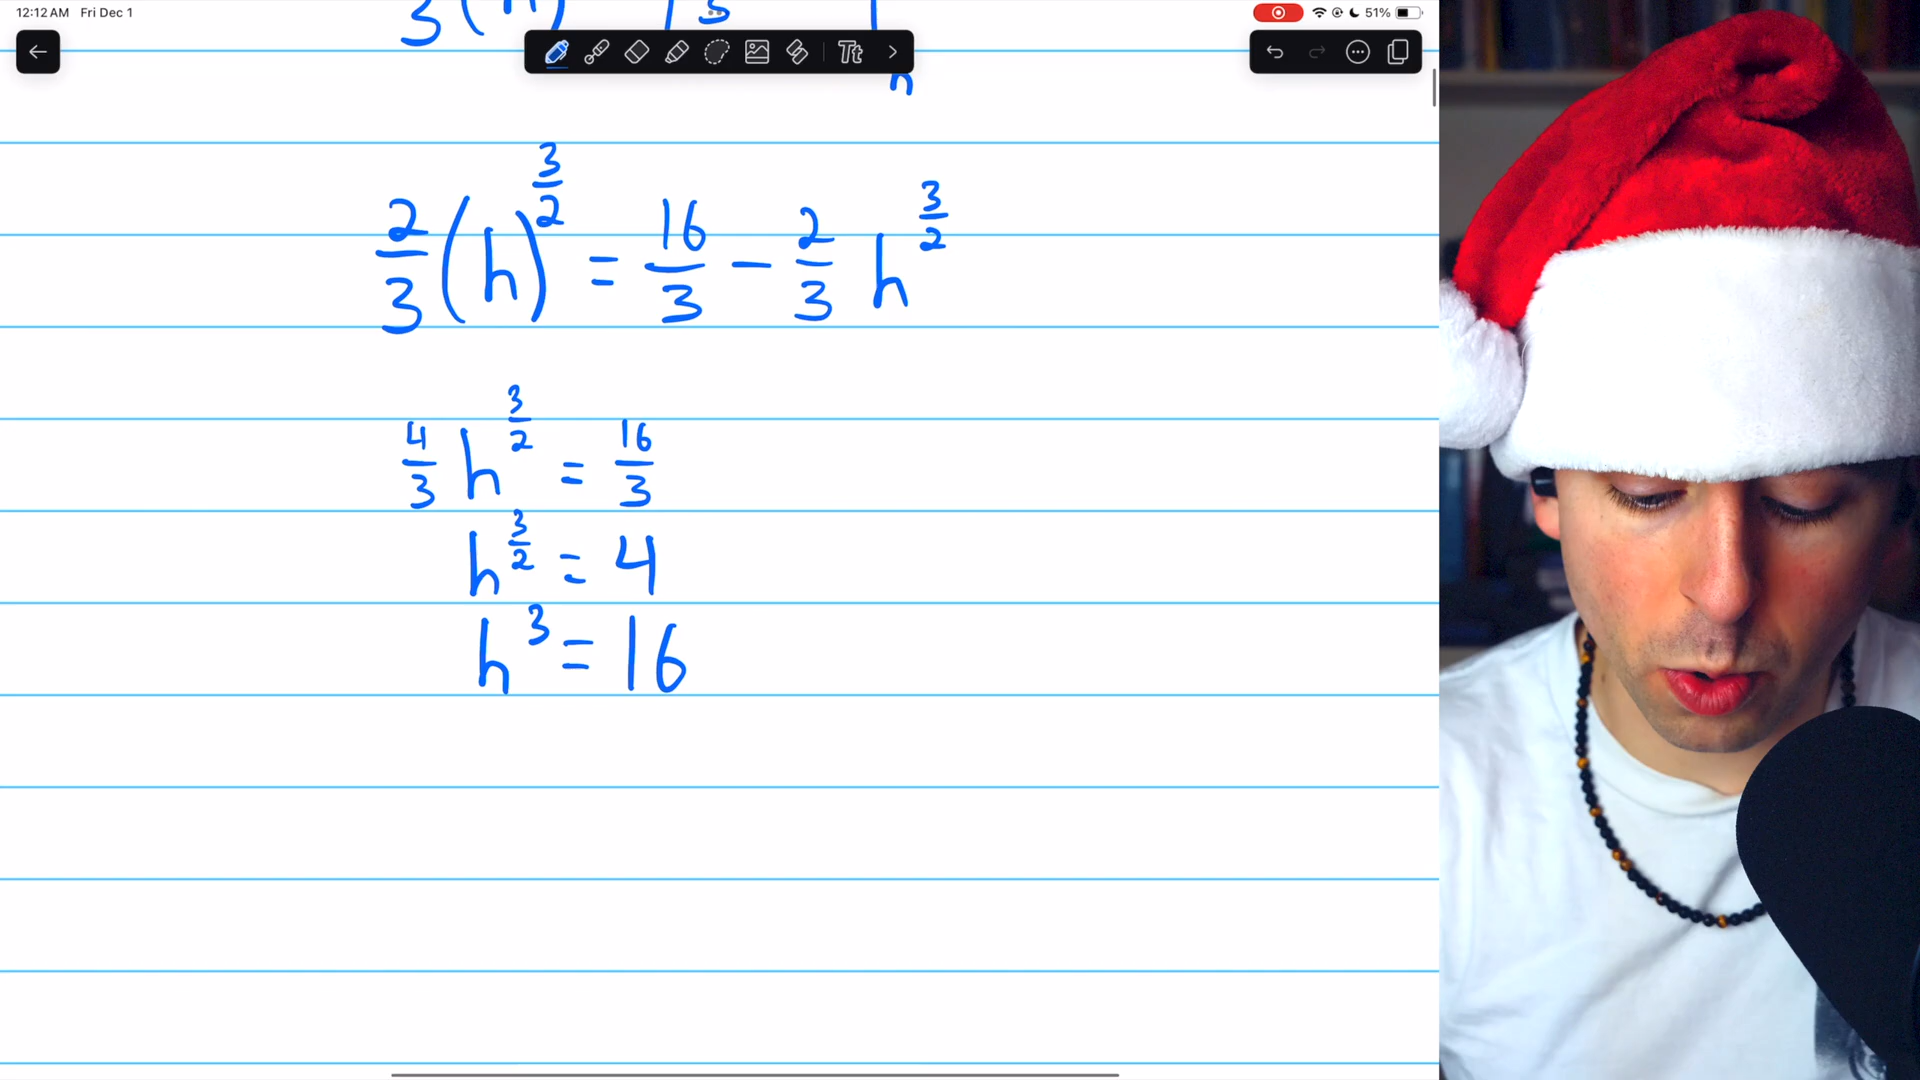 12:12 AM Fri Dec 1
51%
Tt
h
2/3 (h)^3/2 = 16/3 - 2/3 h^3/2
4/3 h^3/2 = 16/3
h^3/2 = 4
h^3 = 16